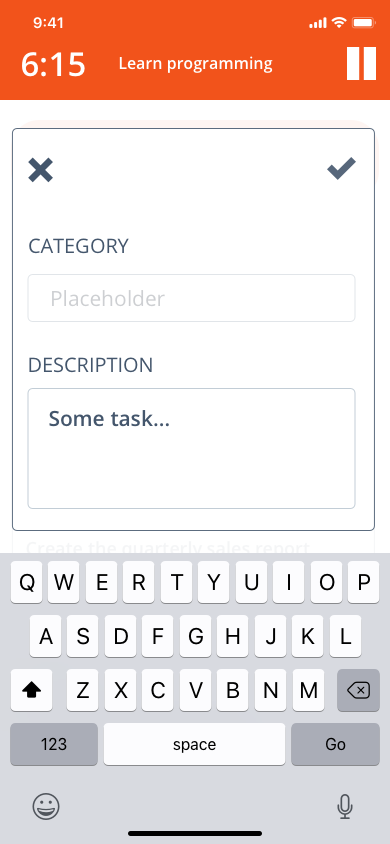 9:41
6:15 Learn programming
CATEGORY
Placeholder
DESCRIPTION
Some task...
Create the quarterly sales report
Q W E R T Y U I O P
A S D F G H J K L
Z X C V B N M
123 space Go